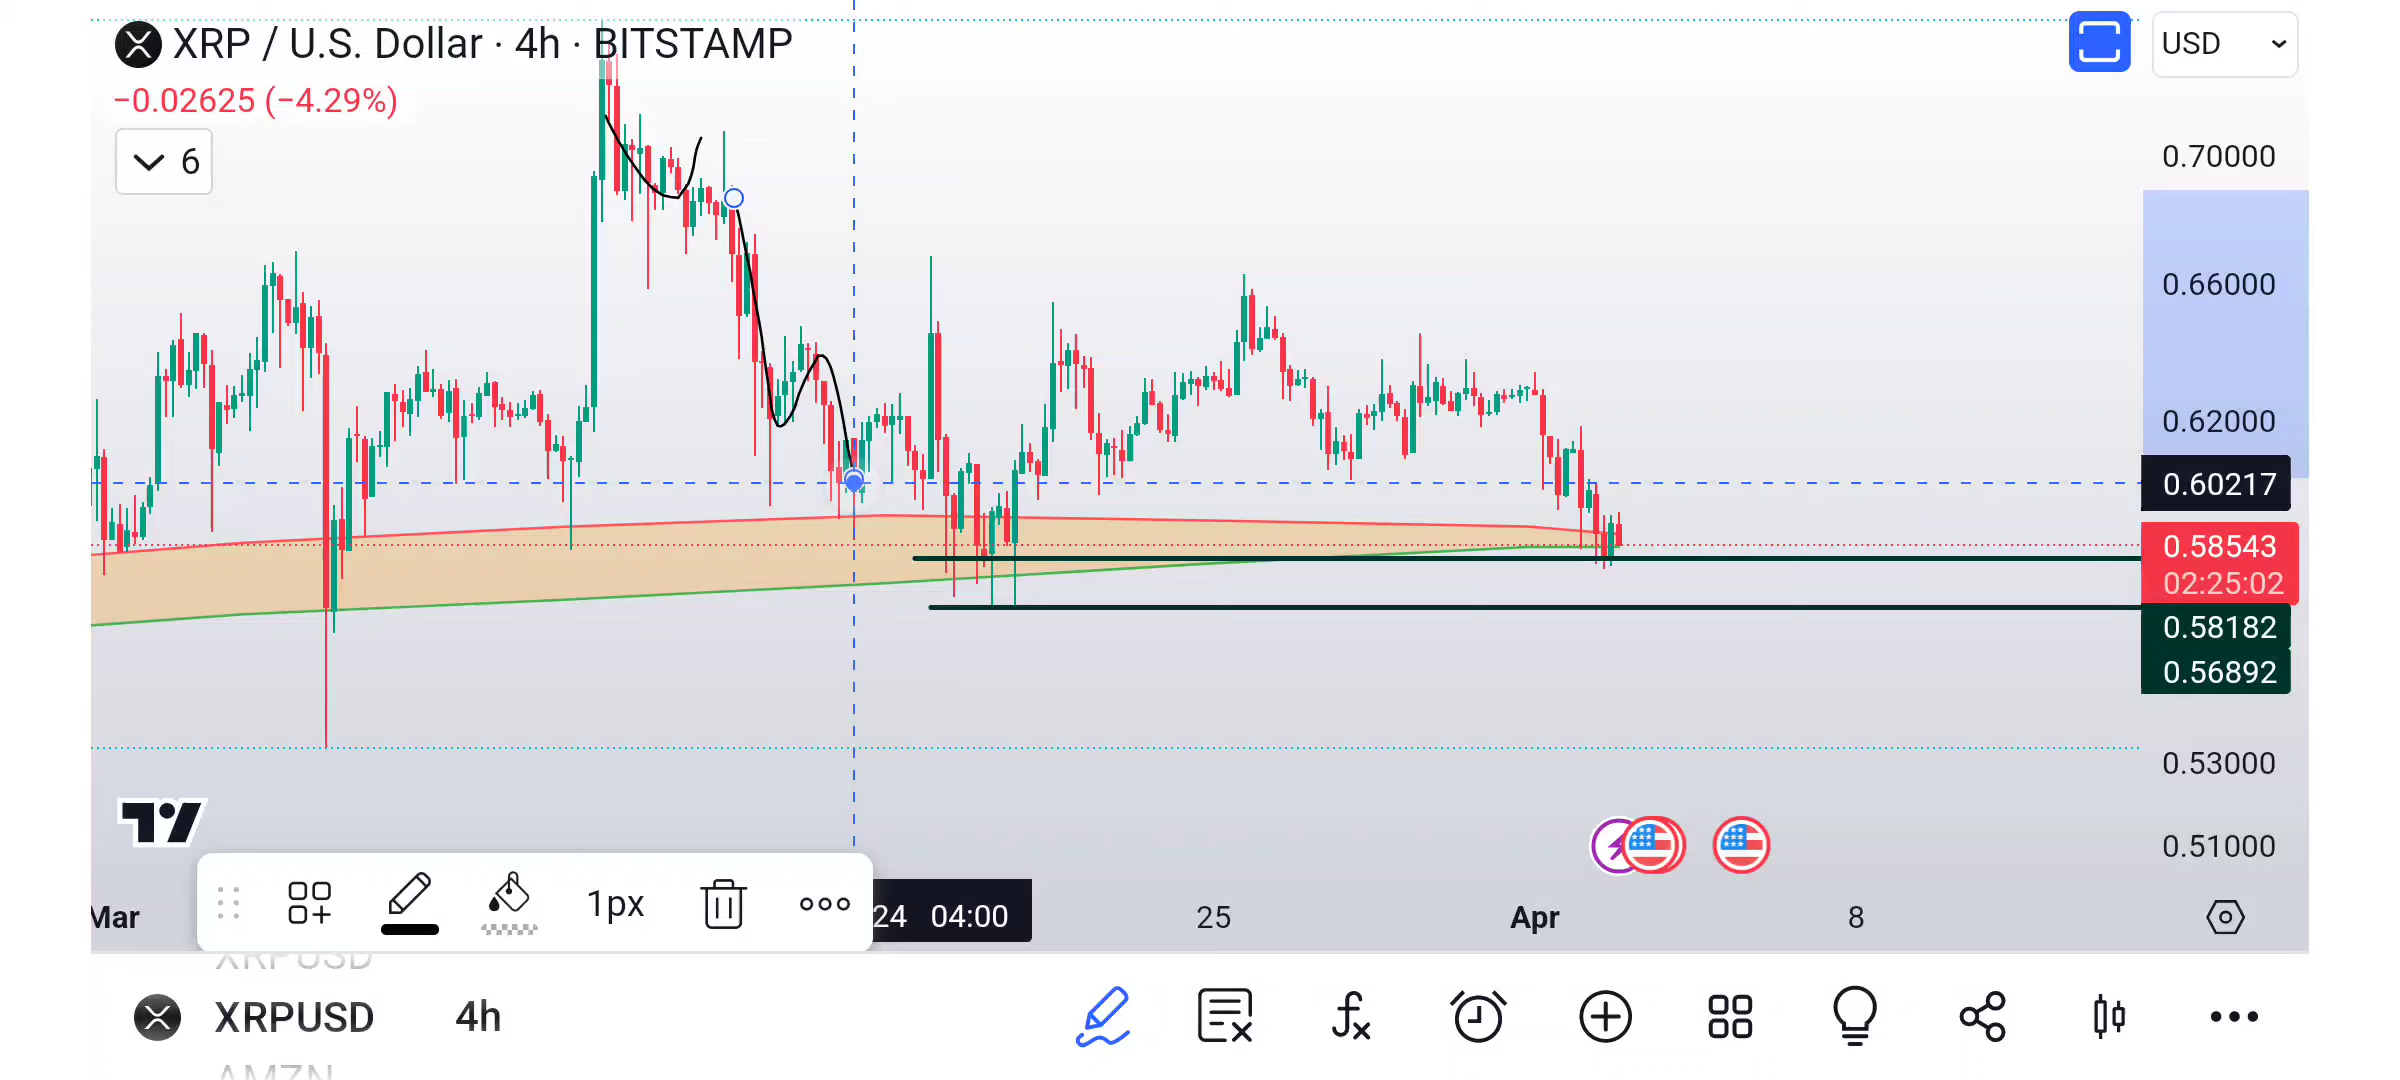 XRP / U.S. Dollar · 4h · BITSTAMP
−0.02625 (−4.29%)
6
USD
0.70000
0.66000
0.62000
0.60217
0.58543
02:25:02
0.58182
0.56892
0.53000
0.51000
1px
Mar
24 04:00
25
Apr
8
XRPUSD
XRPUSD 4h
AMZN